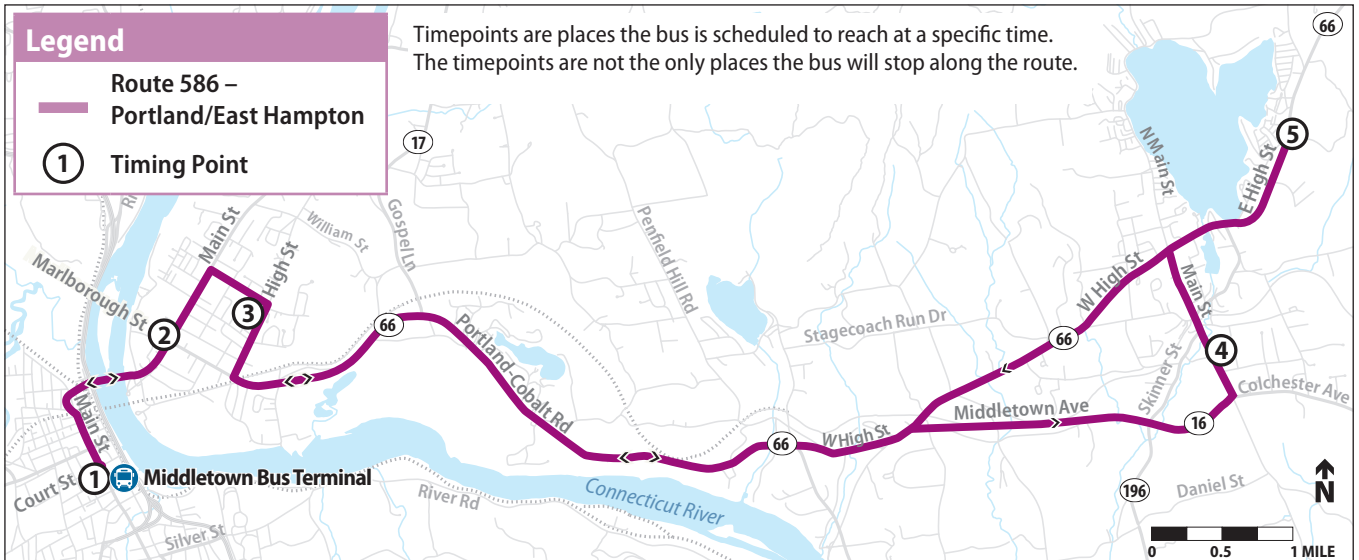 Legend
Route 586 –
Portland/East Hampton
1 Timing Point
Timepoints are places the bus is scheduled to reach at a specific time.
The timepoints are not the only places the bus will stop along the route.
66
17
5
N Main St
E High St
Main St
William St
Gospel Ln
High St
Penfield Hill Rd
Marlborough St
2
3
66
Portland-Cobalt Rd
Stagecoach Run Dr
W High St
66
Main St
4
Skinner St
Colchester Ave
Middletown Ave
16
W High St
66
Main St
1
Middletown Bus Terminal
Court St
Silver St
River Rd
Connecticut River
196
Daniel St
N
0 0.5 1 MILE